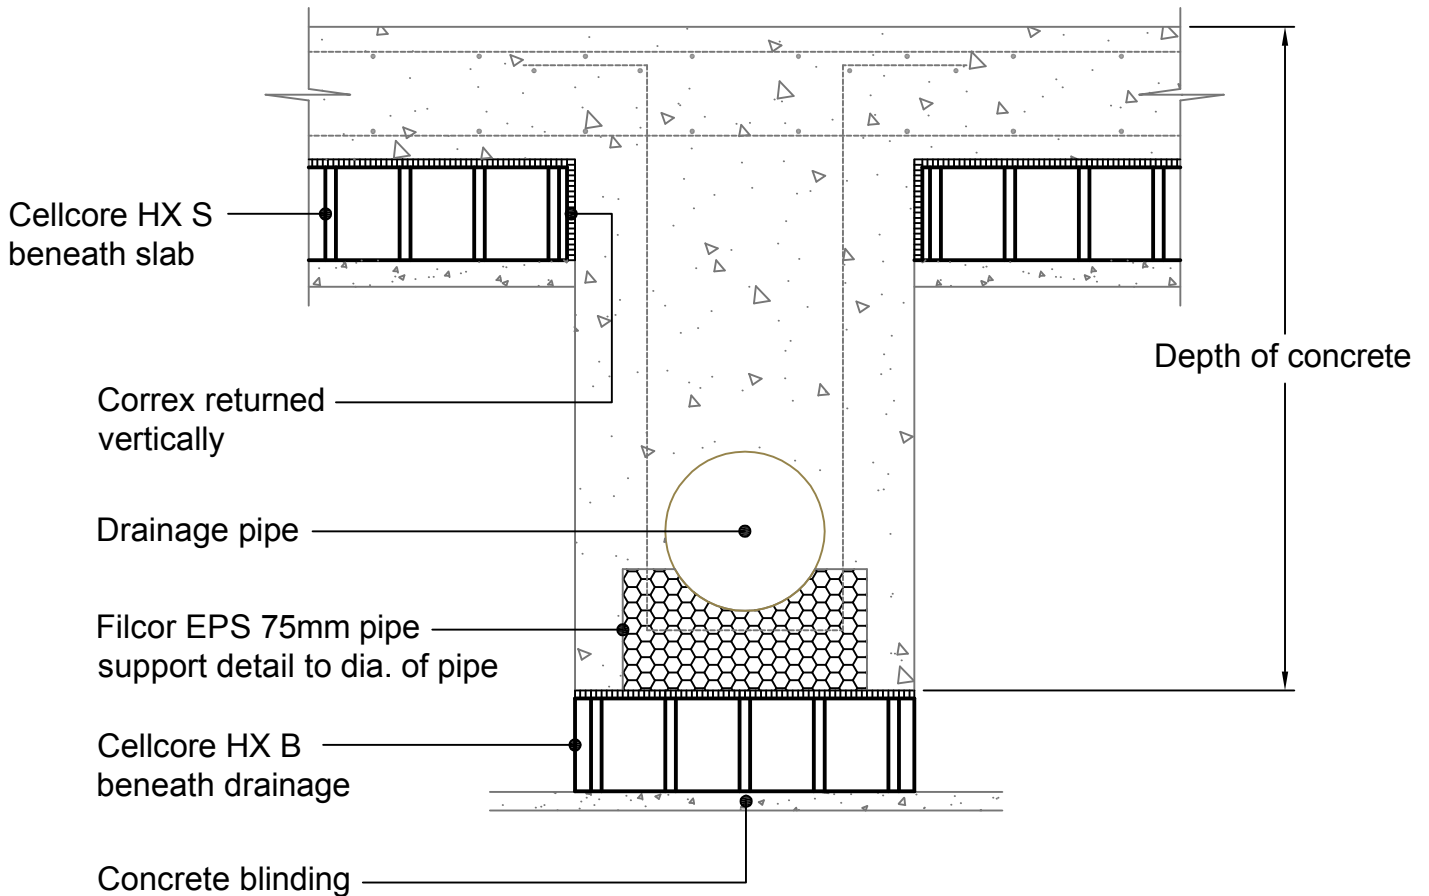 Cellcore HX S
beneath slab
Depth of concrete
Correx returned
vertically
Drainage pipe
Filcor EPS 75mm pipe
support detail to dia. of pipe
Cellcore HX B
beneath drainage
Concrete blinding